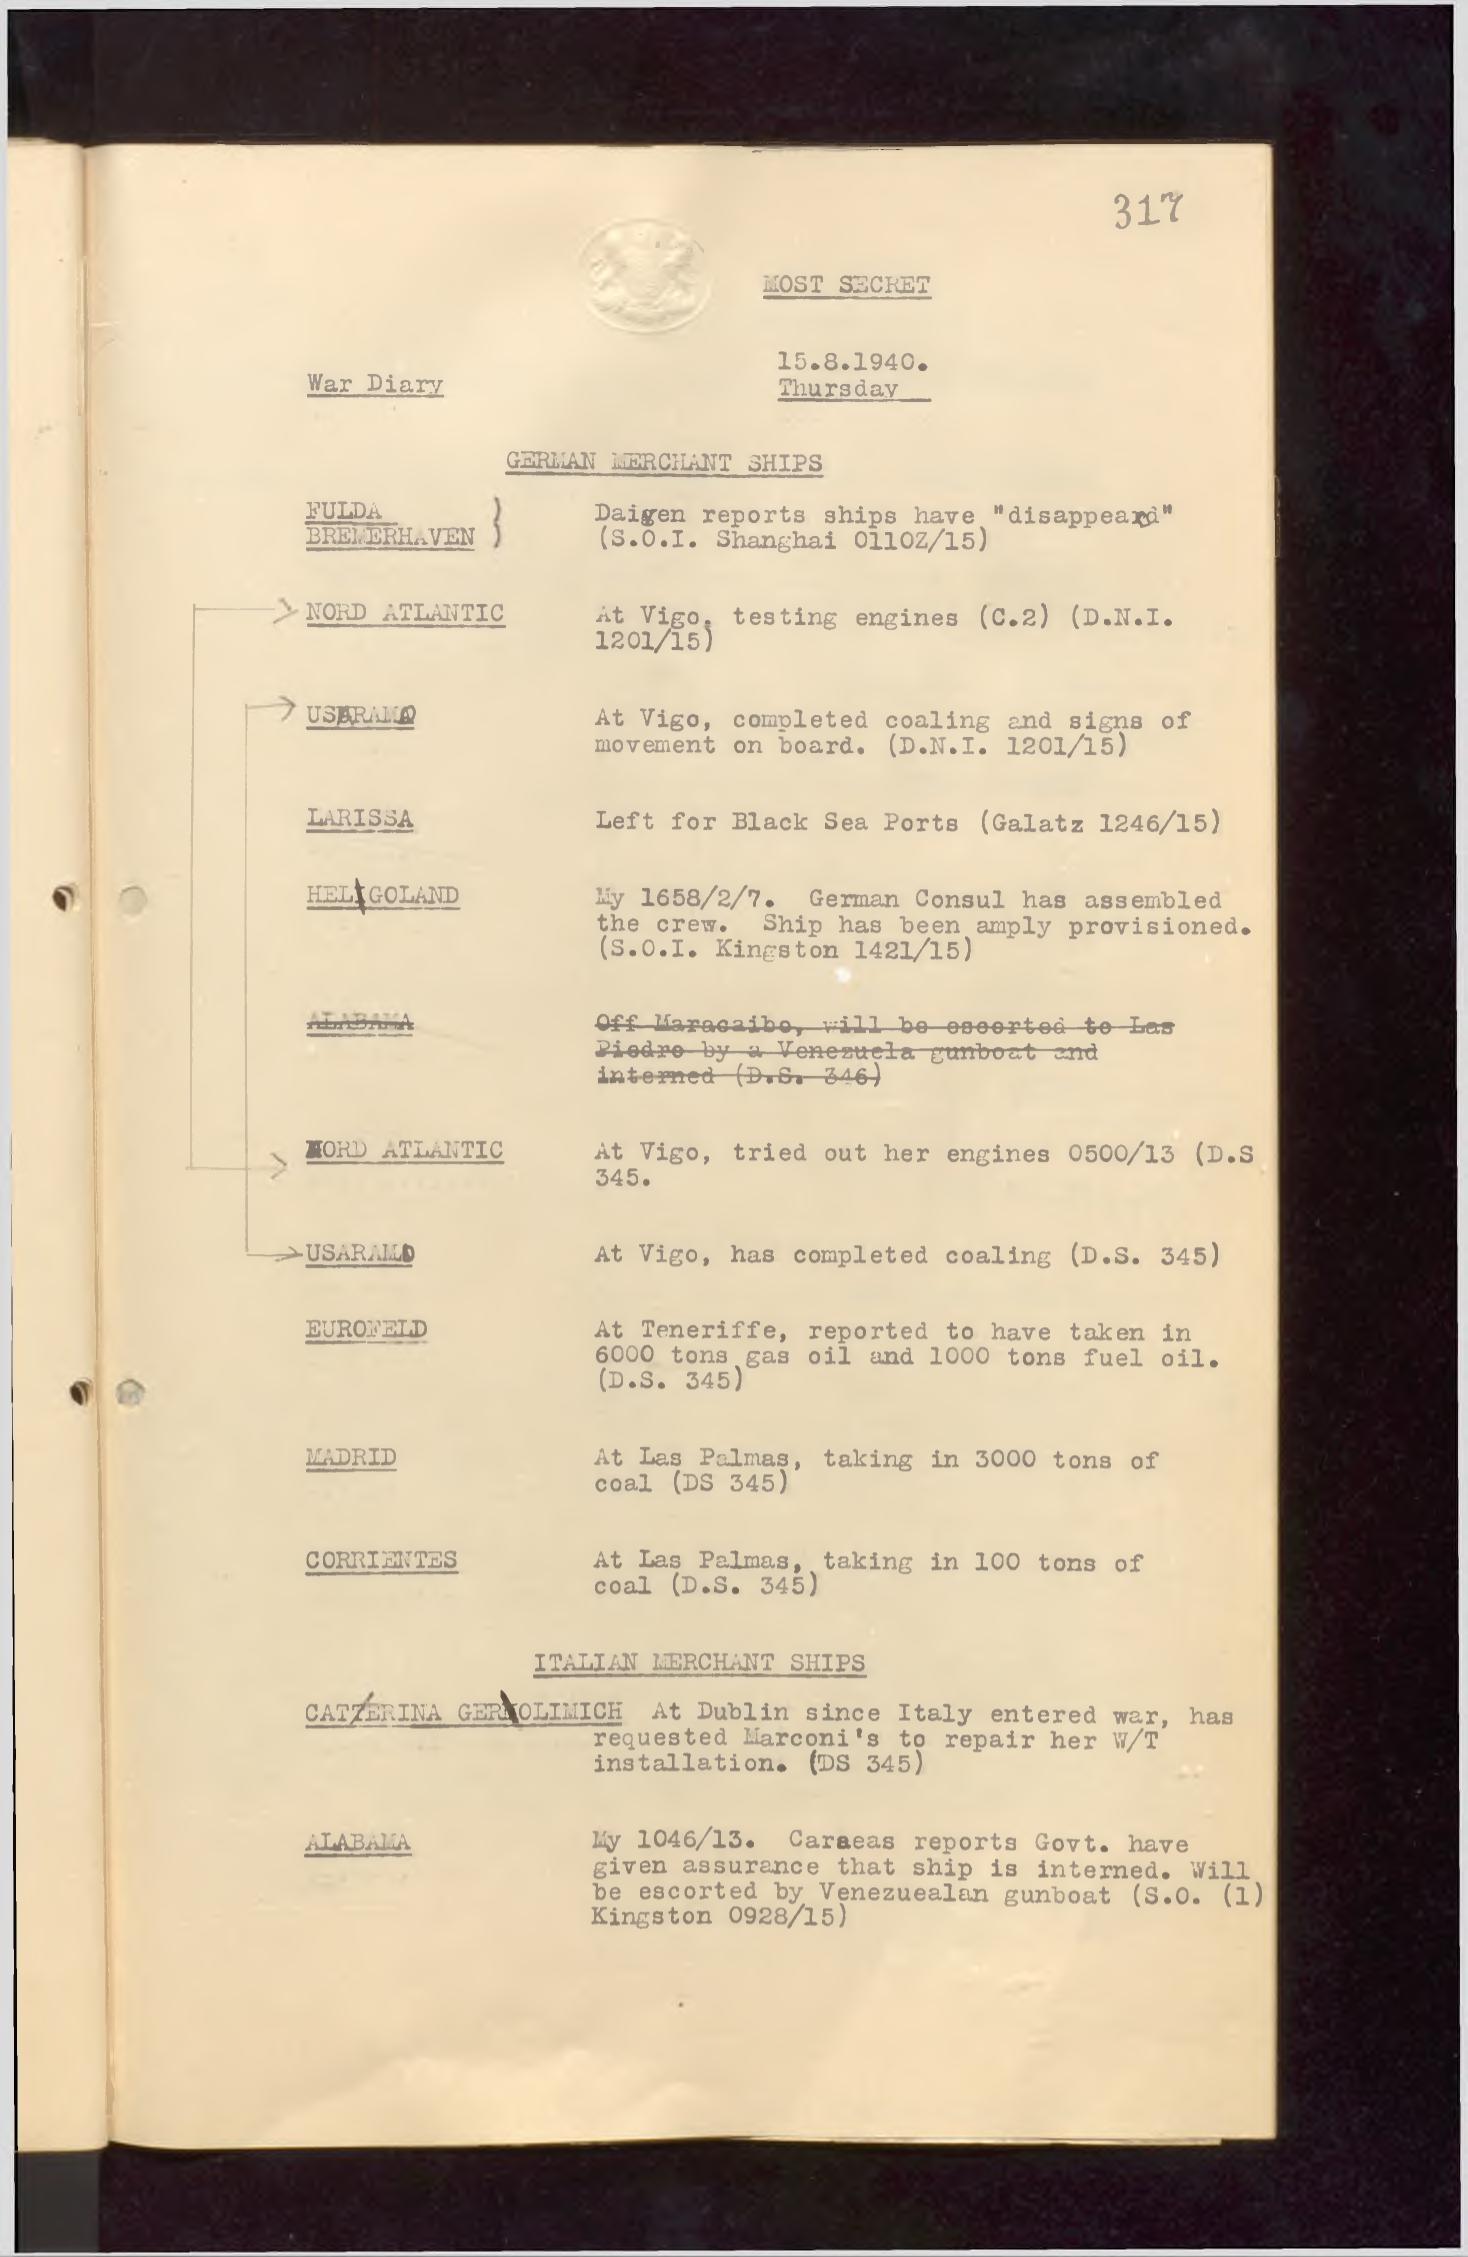 317
MOST SECRET
15.8.1940.
War Diary
Thursday
GERMAN MERCHANT SHIPS
FULDA
BREMERHAVEN } Daigen reports ships have "disappeard"
(S.O.I. Shanghai 0110Z/15)
NORD ATLANTIC At Vigo, testing engines (C.2) (D.N.I.
1201/15)
USARAMO At Vigo, completed coaling and signs of
movement on board. (D.N.I. 1201/15)
LARISSA Left for Black Sea Ports (Galatz 1246/15)
HELGOLAND My 1658/2/7. German Consul has assembled
the crew. Ship has been amply provisioned.
(S.O.I. Kingston 1421/15)
ALABAMA Off Maracaibo, will be escorted to Las
Piedro by a Venezuela gunboat and
interned (D.S. 346)
NORD ATLANTIC At Vigo, tried out her engines 0500/13 (D.S
345.
USARAMO At Vigo, has completed coaling (D.S. 345)
EUROFELD At Teneriffe, reported to have taken in
6000 tons gas oil and 1000 tons fuel oil.
(D.S. 345)
MADRID At Las Palmas, taking in 3000 tons of
coal (DS 345)
CORRIENTES At Las Palmas, taking in 100 tons of
coal (D.S. 345)
ITALIAN MERCHANT SHIPS
CATERINA GEROLIMICH At Dublin since Italy entered war, has
requested Marconi's to repair her W/T
installation. (DS 345)
ALABAMA My 1046/13. Caraeas reports Govt. have
given assurance that ship is interned. Will
be escorted by Venezuealan gunboat (S.O. (1)
Kingston 0928/15)